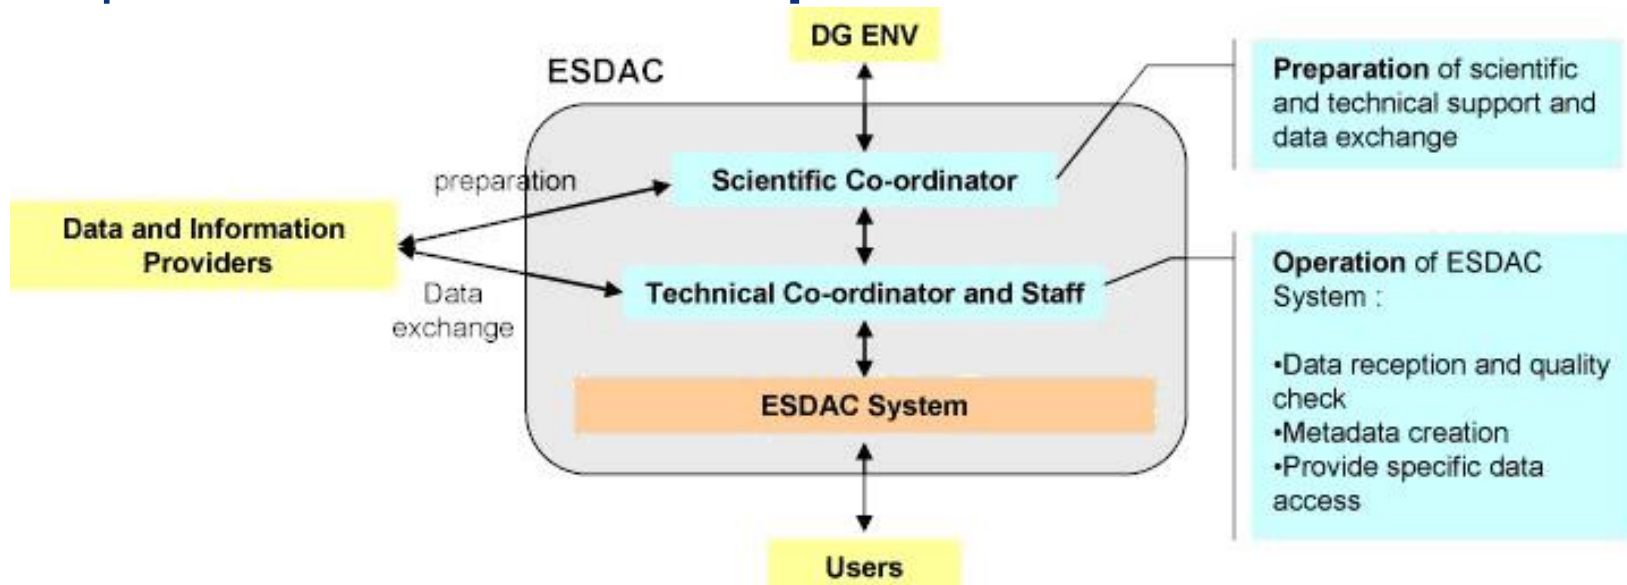 DG ENV
ESDAC
Preparation of scientific
and technical support and
data exchange
preparation
Scientific Co-ordinator
Data and Information
Providers
Data
exchange
Technical Co-ordinator and Staff
Operation of ESDAC
System :
•Data reception and quality
check
•Metadata creation
•Provide specific data
access
ESDAC System
Users